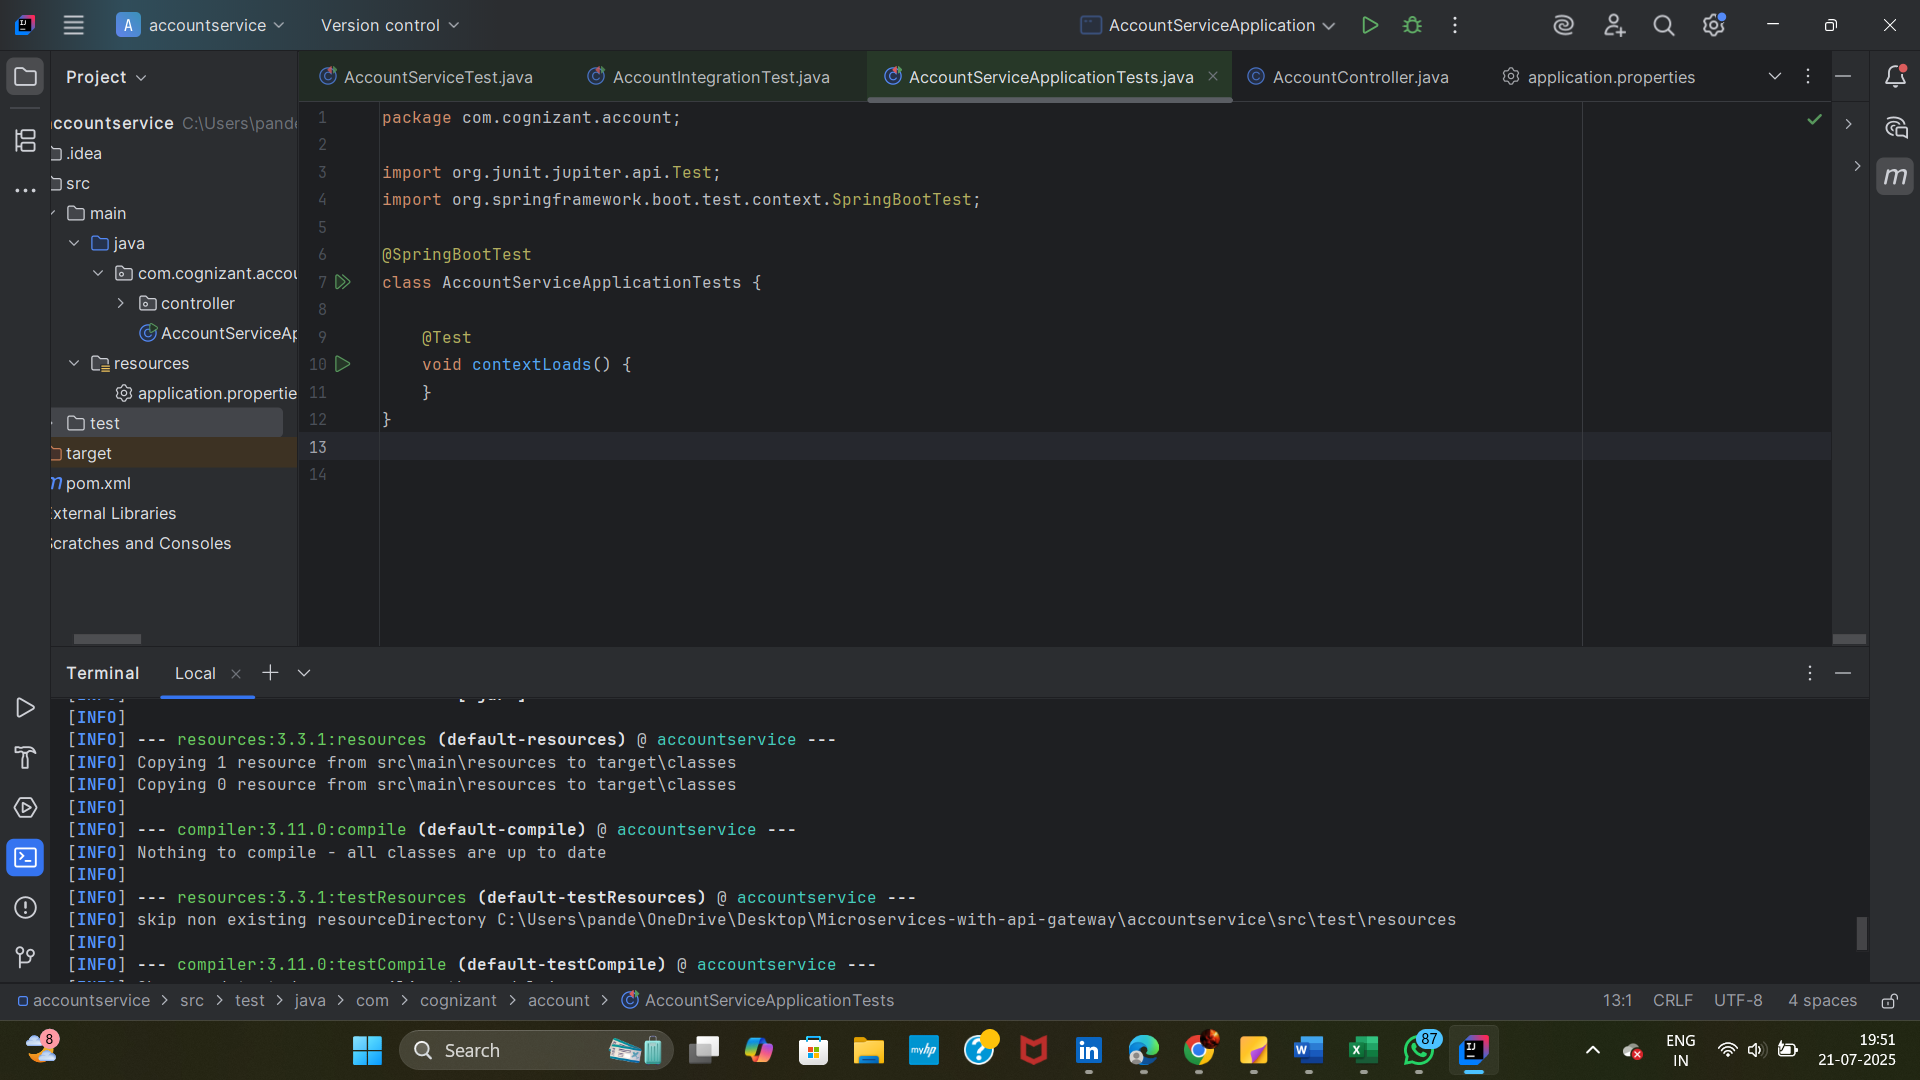 accountservice
Version control
AccountServiceApplication
Project
AccountServiceTest.java
AccountIntegrationTest.java
AccountServiceApplicationTests.java
AccountController.java
application.properties
ccountservice C:\Users\pande
.idea
src
main
java
com.cognizant.accou
controller
AccountServiceAp
resources
application.propertie
test
target
pom.xml
xternal Libraries
cratches and Consoles
1 package com.cognizant.account;
2
3 import org.junit.jupiter.api.Test;
4 import org.springframework.boot.test.context.SpringBootTest;
5
6 @SpringBootTest
7 class AccountServiceApplicationTests {
8
9 @Test
10 void contextLoads() {
11 }
12 }
13
14
Terminal
Local
[INFO]
[INFO] --- resources:3.3.1:resources (default-resources) @ accountservice ---
[INFO] Copying 1 resource from src\main\resources to target\classes
[INFO] Copying 0 resource from src\main\resources to target\classes
[INFO]
[INFO] --- compiler:3.11.0:compile (default-compile) @ accountservice ---
[INFO] Nothing to compile - all classes are up to date
[INFO]
[INFO] --- resources:3.3.1:testResources (default-testResources) @ accountservice ---
[INFO] skip non existing resourceDirectory C:\Users\pande\OneDrive\Desktop\Microservices-with-api-gateway\accountservice\src\test\resources
[INFO]
[INFO] --- compiler:3.11.0:testCompile (default-testCompile) @ accountservice ---
accountservice > src > test > java > com > cognizant > account > AccountServiceApplicationTests
13:1 CRLF UTF-8 4 spaces
8
Search
myhp
87
ENG
IN
19:51
21-07-2025